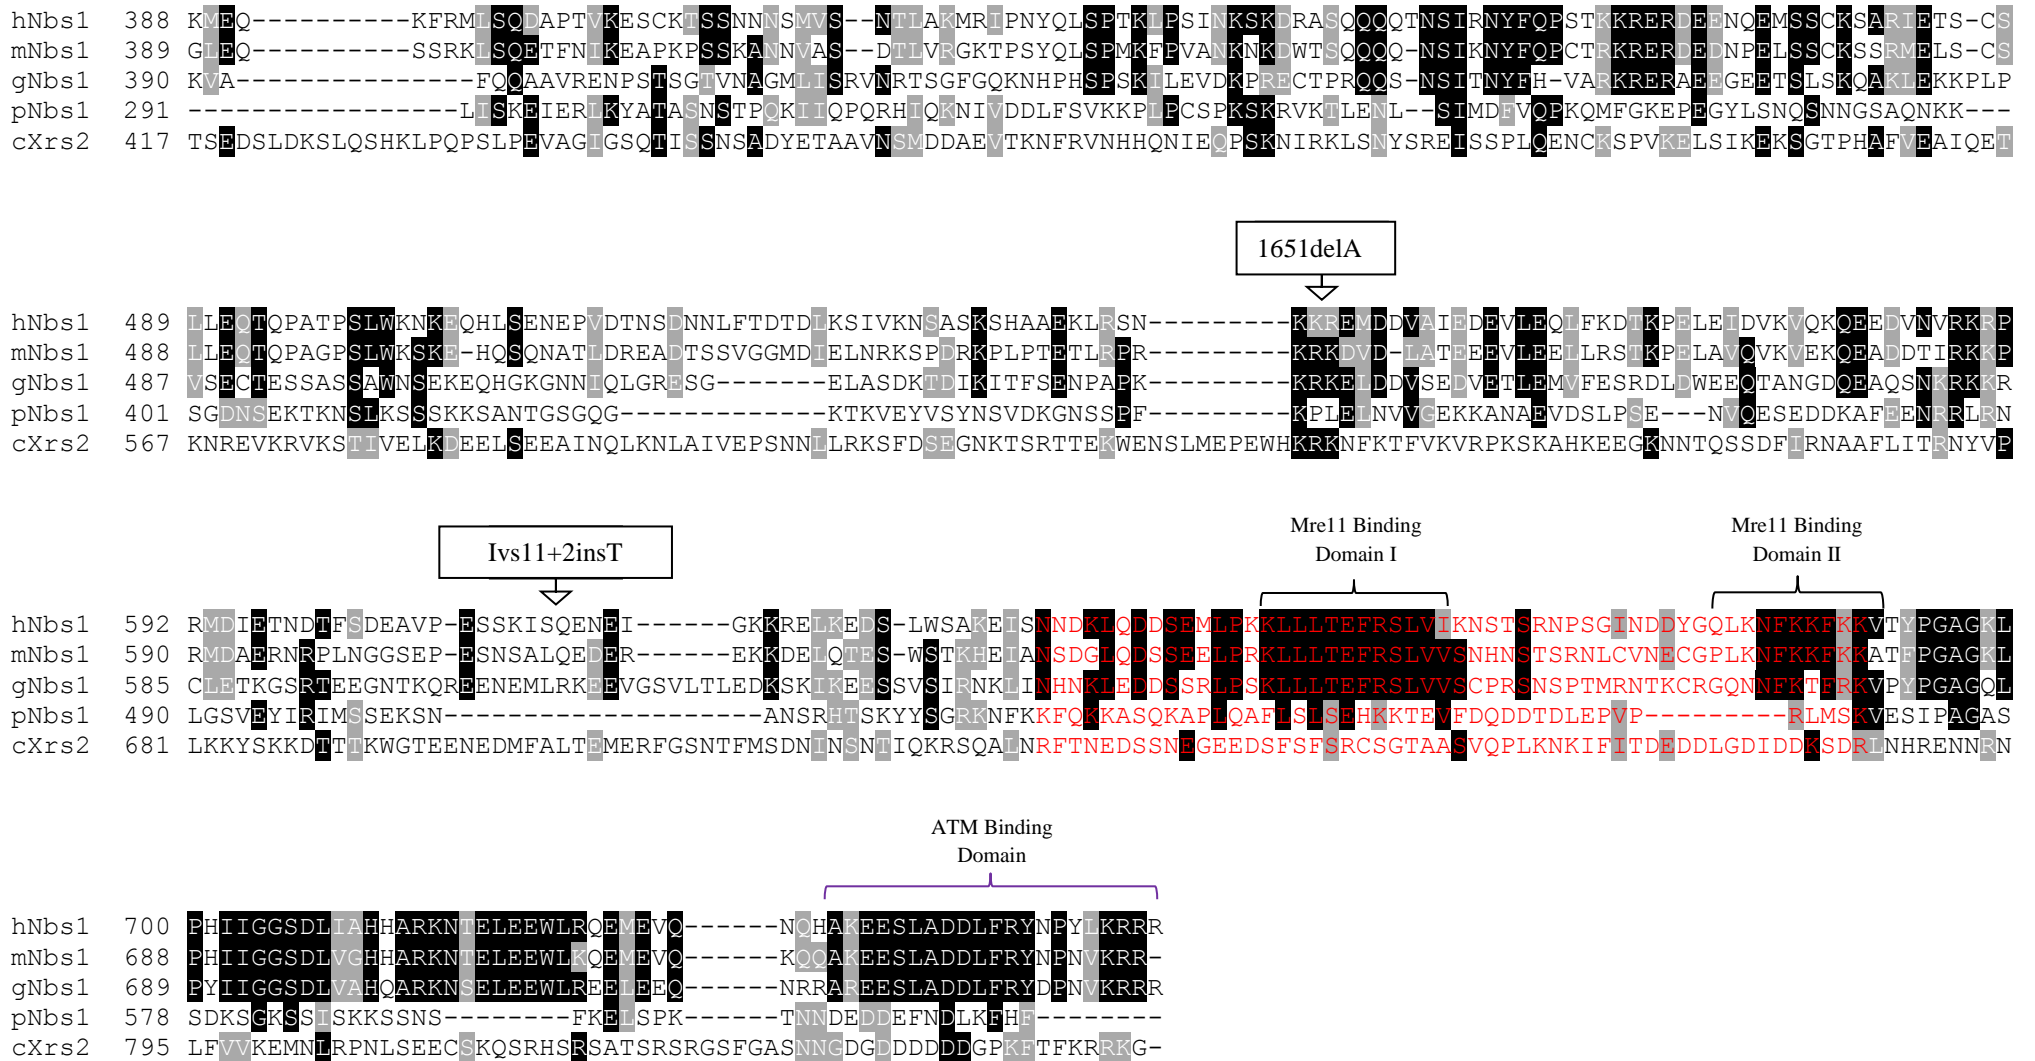 hNbs1 388 KMEQ----------KFRMLSQDAPTVKESCKTSSNNNSMVS--NTLAKMRIPNYQLSPTKLPSINKSKDRASQQQQTNSIRNYFQPSTKKRERDEENQEMSSCKSARIETS-CS
mNbs1 389 GLEQ----------SSRKLSQETFNIKEAPKPSSKANNVAS--DTLVRGKTPSYQLSPMKFPVANKNKDWTSQQQQ-NSIKNYFQPCTRKRERDEDNPELSSCKSSRMELS-CS
gNbs1 390 KVA---------------FQQAAVRENPSTSGTVNAGMLISRVNRTSGFGQKNHPHSPSKILEVDKPRECTPRQQS-NSITNYFH-VARKRERAEEGEETSLSKQAKLEKKPLP
pNbs1 291 -----------------LISKEIERLKYATASNSTPQKIIQPQRHIQKNIVDDLFSVKKPLPCSPKSKRVKTLENL--SIMDFVQPKQMFGKEPEGYLSNQSNNGSAQNKK---
cXrs2 417 TSEDSLDKSLQSHKLPQPSLPEVAGIGSQTISSNSADYETAAVNSMDDAEVTKNFRVNHHQNIEQPSKNIRKLSNYSREISSPLQENCKSPVKELSIKEKSGTPHAFVEAIQET
1651delA
hNbs1 489 LLEQTQPATPSLWKNKEQHLSENEPVDTNSDNNLFTDTDLKSIVKNSASKSHAAEKLRSN---------KKREMDDVAIEDEVLEQLFKDTKPELEIDVKVQKQEEDVNVRKRP
mNbs1 488 LLEQTQPAGPSLWKSKE-HQSQNATLDREADTSSVGGMDIELNRKSPDRKPLPTETLRPR---------KRKDVD-LATEEEVLEELLRSTKPELAVQVKVEKQEADDTIRKKP
gNbs1 487 VSECTESSASSAWNSEKEQHGKGNNIQLGRESG-------ELASDKTDIKITFSENPAPK---------KRKELDDVSEDVETLEMVFESRDLDWEEQTANGDQEAQSNKRKKR
pNbs1 401 SGDNSEKTKNSLKSSSKKSANTGSGQG-------------KTKVEYVSYNSVDKGNSSPF---------KPLELNVVGEKKANAEVDSLPSE---NVQESEDDKAFEENRRLRN
cXrs2 567 KNREVKRVKSTIVELKDEELSEEAINQLKNLAIVEPSNNLLRKSFDSEGNKTSRTTEKWENSLMEPEWHKRKNFKTFVKVRPKSKAHKEEGKNNTQSSDFIRNAAFLITRNYVP
Ivs11+2insT
Mre11 Binding
Domain I
Mre11 Binding
Domain II
hNbs1 592 RMDIETNDTFSDEAVP-ESSKISQENEI------GKKRELKEDS-LWSAKEISNNDKLQDDSEMLPKKLLLTEFRSLVIKNSTSRNPSGINDDYGQLKNFKKFKKVTYPGAGKL
mNbs1 590 RMDAERNRPLNGGSEP-ESNSALQEDER------EKKDELQTES-WSTKHEIANSDGLQDSSEELPRKLLLTEFRSLVVSNHNSTSRNLCVNECGPLKNFKKFKKATFPGAGKL
gNbs1 585 CLETKGSRTEEGNTKQREENEMLRKEEVGSVLTLEDKSKIKEESSVSIRNKLINHNKLEDDSSRLPSKLLLTEFRSLVVSCPRSNSPTMRNTKCRGQNNFKTFRKVPYPGAGQL
pNbs1 490 LGSVEYIRIMSSEKSN--------------------ANSRHTSKYYSGRKNFKKFQKKASQKAPLQAFLSLSEHKKTEVFDQDDTDLEPVP---------RLMSKVESIPAGAS
cXrs2 681 LKKYSKKDTTTKWGTEENEDMFALTEMERFGSNTFMSDNINSNTIQKRSQALNRFTNEDSSNEGEEDSFSFSRCSGTAASVQPLKNKIFITDEDDLGDIDDKSDRLNHRENNRN
ATM Binding
Domain
hNbs1 700 PHIIGGSDLIAHHARKNTELEEWLRQEMEVQ------NQHAKEESLADDLFRYNPYLKRRR
mNbs1 688 PHIIGGSDLVGHHARKNTELEEWLKQEMEVQ------KQQAKEESLADDLFRYNPNVKRR-
gNbs1 689 PYIIGGSDLVAHQARKNSELEEWLREELEEQ------NRRAREESLADDLFRYDPNVKRRR
pNbs1 578 SDKSGKSSISKKSSNS--------FKELSPK------TNNDEDDEFNDLKFHF--------
cXrs2 795 LFVVKEMNLRPNLSEECSKQSRHSRSATSRSRGSFGASNNGDGDDDDDDGPKFTFKRRKG-